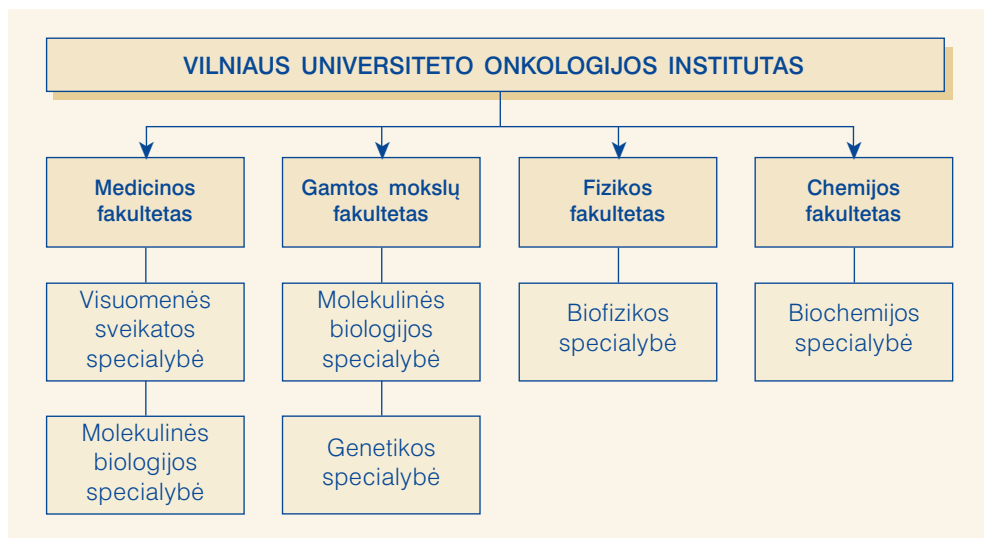 VILNIAUS UNIVERSITETO ONKOLOGIJOS INSTITUTAS
Medicinos
fakultetas
Gamtos mokslų
fakultetas
Fizikos
fakultetas
Chemijos
fakultetas
Visuomenės
sveikatos
specialybė
Molekulinės
biologijos
specialybė
Biofizikos
specialybė
Biochemijos
specialybė
Molekulinės
biologijos
specialybė
Genetikos
specialybė